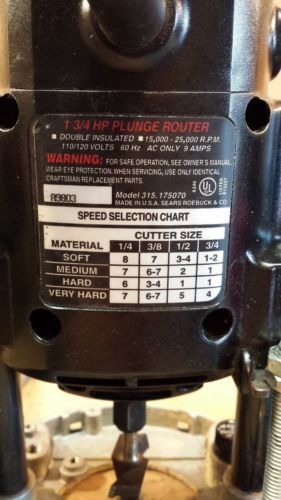 1 3/4 HP PLUNGE ROUTER
■ DOUBLE INSULATED ■ 15,000 - 25,000 R.P.M.
110/120 VOLTS 60 Hz AC ONLY 9 AMPS
WARNING: FOR SAFE OPERATION, SEE OWNER'S MANUAL
WEAR EYE PROTECTION. WHEN SERVICING, USE ONLY IDENTICAL
CRAFTSMAN REPLACEMENT PARTS
UL
LISTED
A9803 Model 315.175070
MADE IN U.S.A. SEARS ROEBUCK & CO.
SPEED SELECTION CHART
CUTTER SIZE
MATERIAL 1/4 3/8 1/2 3/4
SOFT 8 7 3-4 1-2
MEDIUM 7 6-7 2 1
HARD 6 3-4 1 1
VERY HARD 7 6-7 5 4